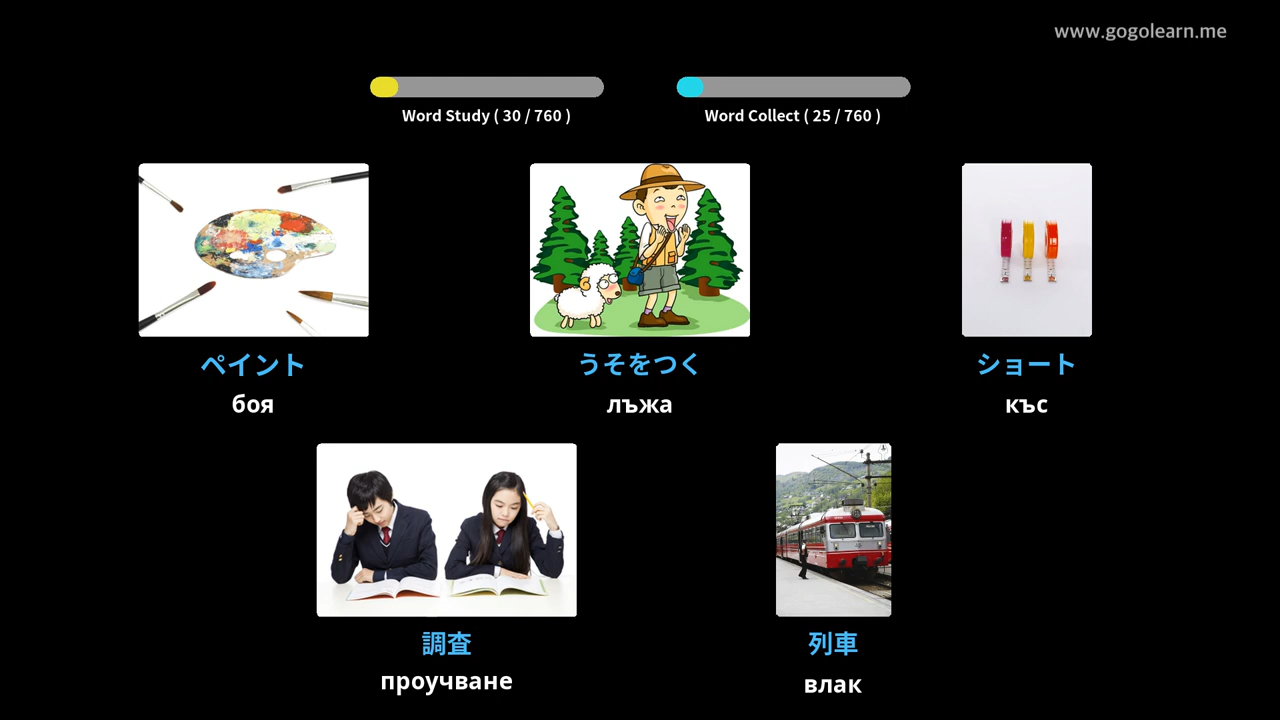 www.gogolearn.me
Word Study ( 30 / 760 )
Word Collect ( 25 / 760 )
ペイント
боя
うそをつく
лъжа
ショート
къс
調査
проучване
列車
влак